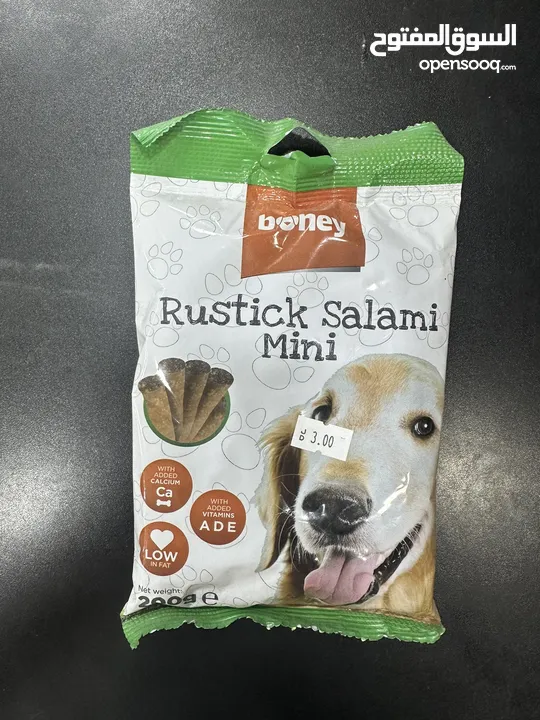 السوق المفتوح
opensooq.com
boney
Rustick Salami
Mini
JD 3.00
WITH
ADDED
CALCIUM
Ca
WITH
ADDED
VITAMINS
A D E
LOW
IN FAT
Net weight:
200g e